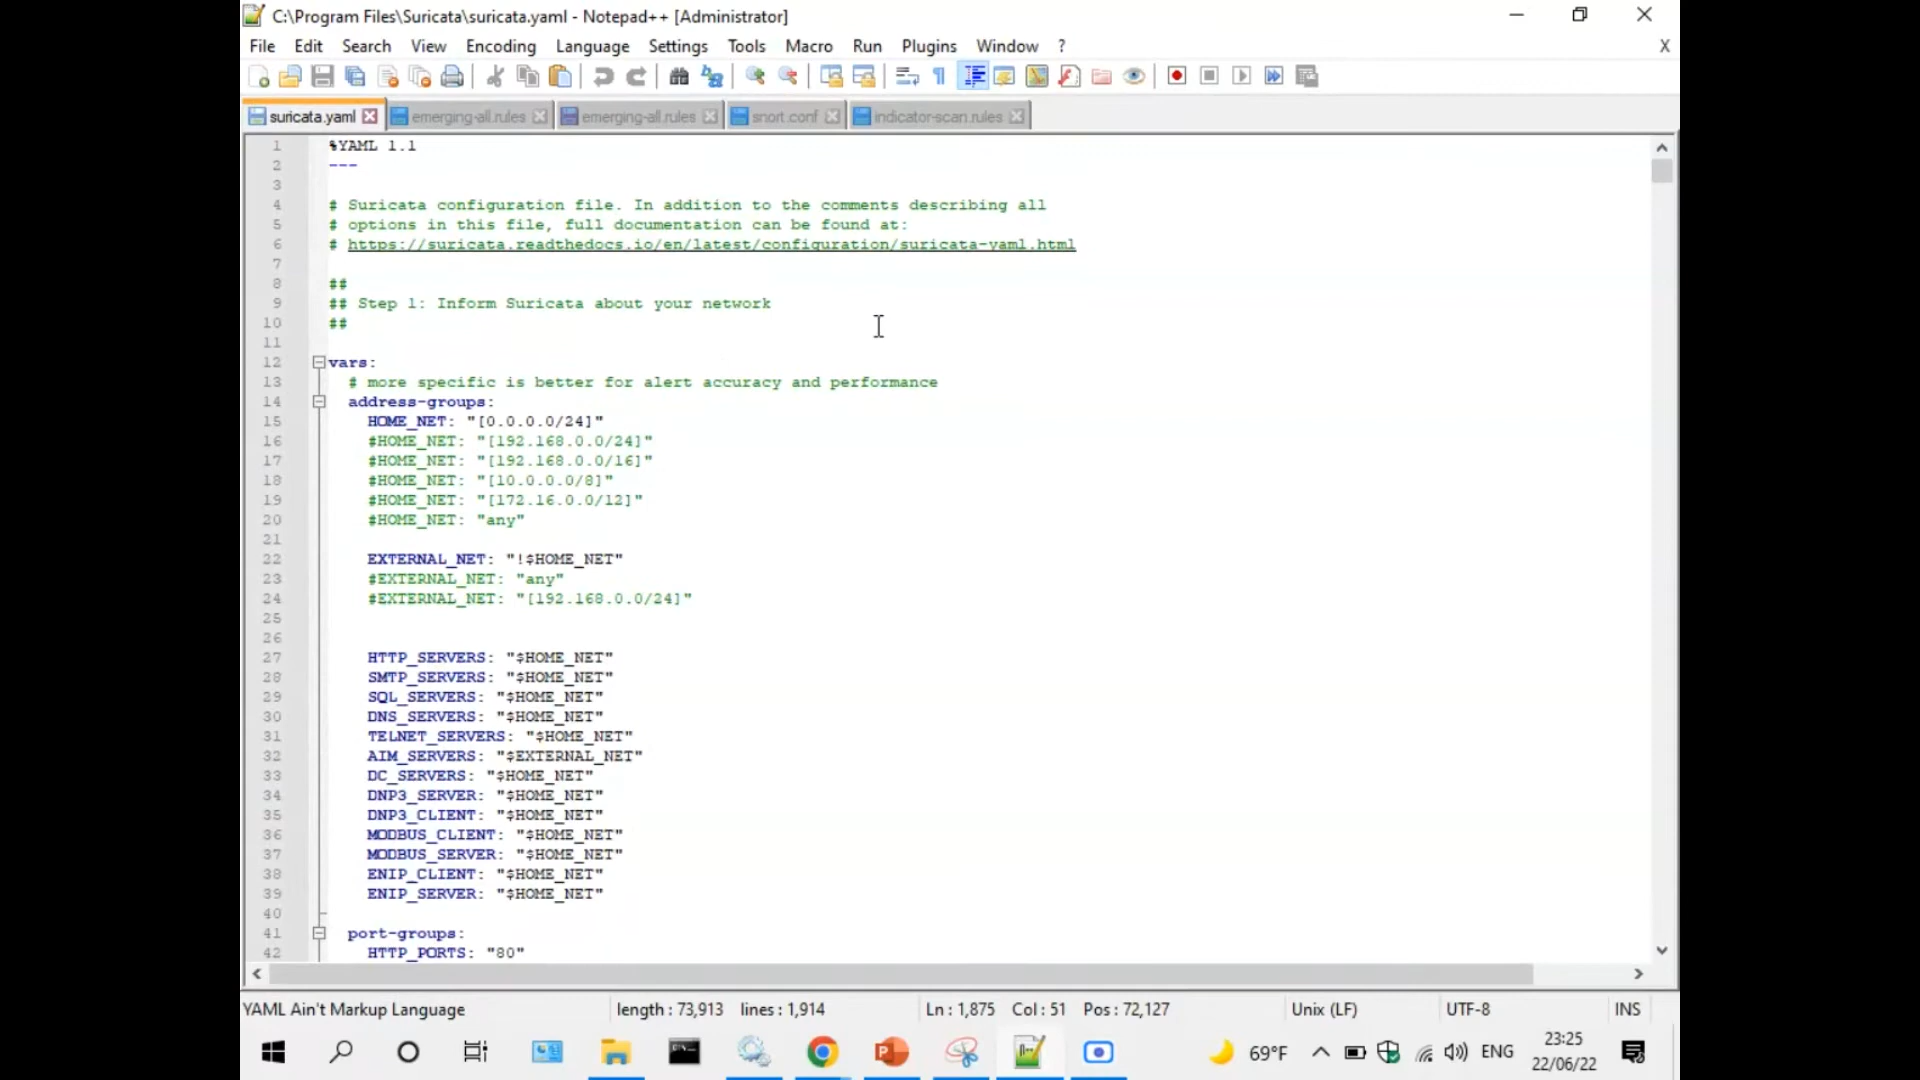 C:\Program Files\Suricata\suricata.yaml - Notepad++ [Administrator]
File Edit Search View Encoding Language Settings Tools Macro Run Plugins Window ? X
suricata.yaml emerging-all.rules emerging-all.rules snort.conf indicator-scan.rules
1 %YAML 1.1
2 ---
3
4 # Suricata configuration file. In addition to the comments describing all
5 # options in this file, full documentation can be found at:
6 # https://suricata.readthedocs.io/en/latest/configuration/suricata-yaml.html
7
8 ##
9 ## Step 1: Inform Suricata about your network
10 ##
11
12 vars:
13 # more specific is better for alert accuracy and performance
14 address-groups:
15 HOME_NET: "[0.0.0.0/24]"
16 #HOME_NET: "[192.168.0.0/24]"
17 #HOME_NET: "[192.168.0.0/16]"
18 #HOME_NET: "[10.0.0.0/8]"
19 #HOME_NET: "[172.16.0.0/12]"
20 #HOME_NET: "any"
21
22 EXTERNAL_NET: "!$HOME_NET"
23 #EXTERNAL_NET: "any"
24 #EXTERNAL_NET: "[192.168.0.0/24]"
25
26
27 HTTP_SERVERS: "$HOME_NET"
28 SMTP_SERVERS: "$HOME_NET"
29 SQL_SERVERS: "$HOME_NET"
30 DNS_SERVERS: "$HOME_NET"
31 TELNET_SERVERS: "$HOME_NET"
32 AIM_SERVERS: "$EXTERNAL_NET"
33 DC_SERVERS: "$HOME_NET"
34 DNP3_SERVER: "$HOME_NET"
35 DNP3_CLIENT: "$HOME_NET"
36 MODBUS_CLIENT: "$HOME_NET"
37 MODBUS_SERVER: "$HOME_NET"
38 ENIP_CLIENT: "$HOME_NET"
39 ENIP_SERVER: "$HOME_NET"
40
41 port-groups:
42 HTTP_PORTS: "80"
YAML Ain't Markup Language length : 73,913 lines : 1,914 Ln : 1,875 Col : 51 Pos : 72,127 Unix (LF) UTF-8 INS
69°F ENG 23:25
22/06/22